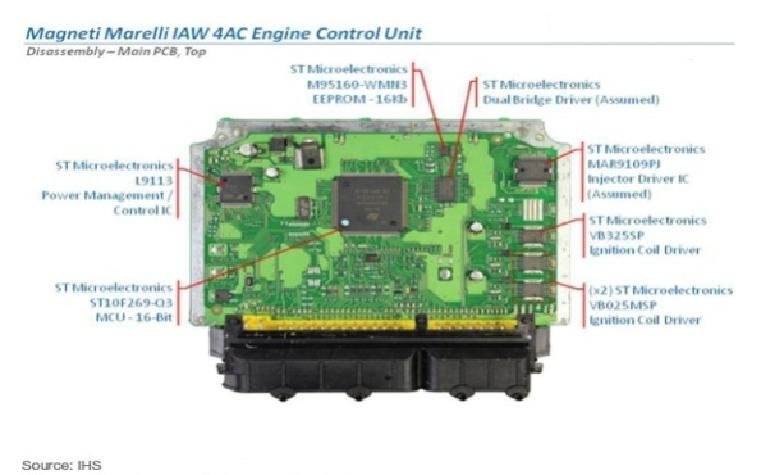 Magneti Marelli IAW 4AC Engine Control Unit
Disassembly – Main PCB, Top
ST Microelectronics
M95160-WMN3
EEPROM - 16Kb
ST Microelectronics
Dual Bridge Driver (Assumed)
ST Microelectronics
L9113
Power Management /
Control IC
ST Microelectronics
MAR9109PJ
Injector Driver IC
(Assumed)
ST Microelectronics
VB325SP
Ignition Coil Driver
ST Microelectronics
ST10F269-Q3
MCU - 16-Bit
(x2) ST Microelectronics
VB025MSP
Ignition Coil Driver
Source: IHS